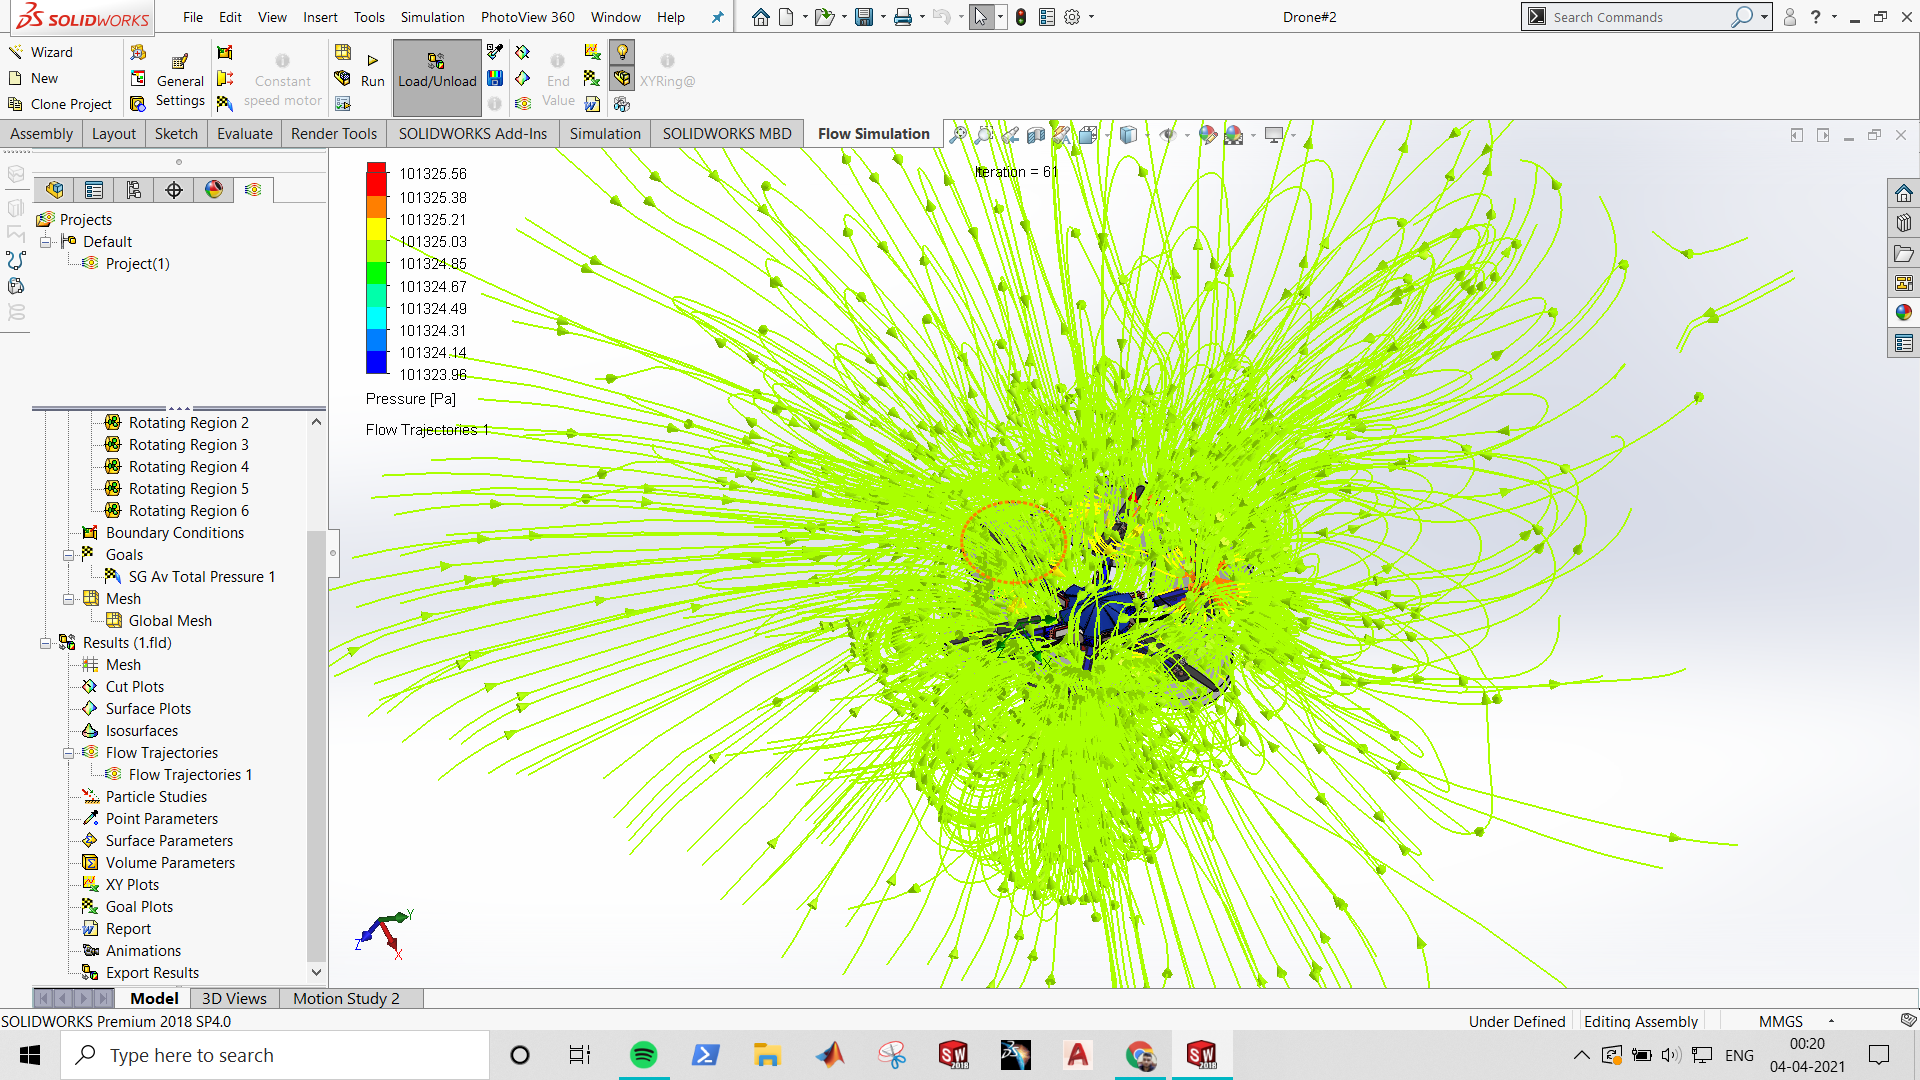 SOLIDWORKS
File Edit View Insert Tools Simulation PhotoView 360 Window Help
Drone#2
Search Commands
Wizard
New
Clone Project
General Settings
Constant speed motor
Run
Load/Unload
End Value
XYRing@
Assembly Layout Sketch Evaluate Render Tools SOLIDWORKS Add-Ins Simulation SOLIDWORKS MBD Flow Simulation
Projects
Default
Project(1)
Rotating Region 2
Rotating Region 3
Rotating Region 4
Rotating Region 5
Rotating Region 6
Boundary Conditions
Goals
SG Av Total Pressure 1
Mesh
Global Mesh
Results (1.fld)
Mesh
Cut Plots
Surface Plots
Isosurfaces
Flow Trajectories
Flow Trajectories 1
Particle Studies
Point Parameters
Surface Parameters
Volume Parameters
XY Plots
Goal Plots
Report
Animations
Export Results
101325.56
101325.38
101325.21
101325.03
101324.85
101324.67
101324.49
101324.31
101324.14
101323.96
Pressure [Pa]
Flow Trajectories 1
Iteration = 61
Y
Z
X
Model 3D Views Motion Study 2
SOLIDWORKS Premium 2018 SP4.0
Under Defined Editing Assembly MMGS
Type here to search
SW 2018
A
SW 2018
ENG
00:20
04-04-2021